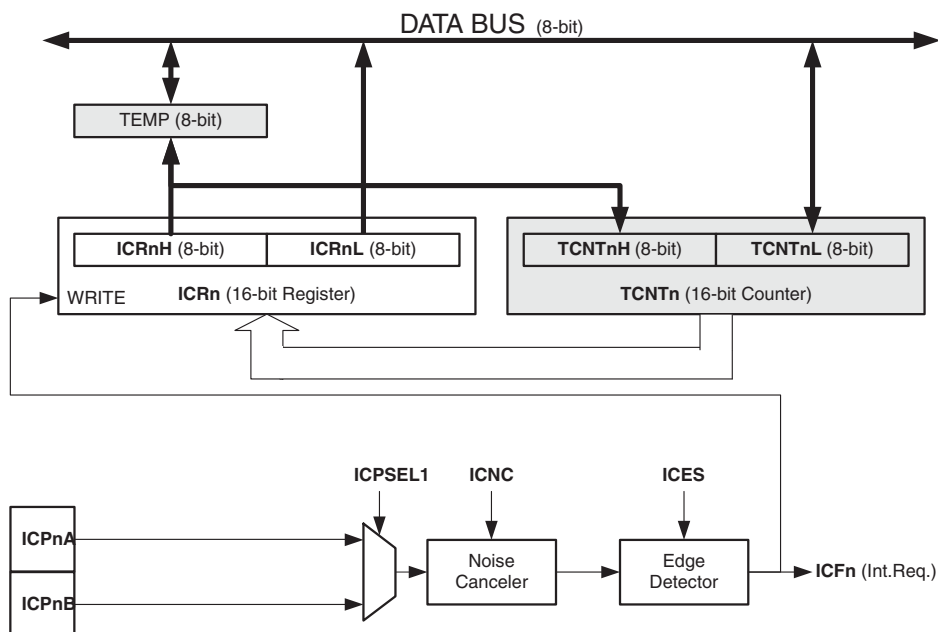 DATA BUS (8-bit)
TEMP (8-bit)
ICRnH (8-bit)
ICRnL (8-bit)
TCNTnH (8-bit)
TCNTnL (8-bit)
WRITE
ICRn (16-bit Register)
TCNTn (16-bit Counter)
ICPSEL1
ICNC
ICES
ICPnA
ICPnB
Noise
Canceler
Edge
Detector
ICFn (Int.Req.)